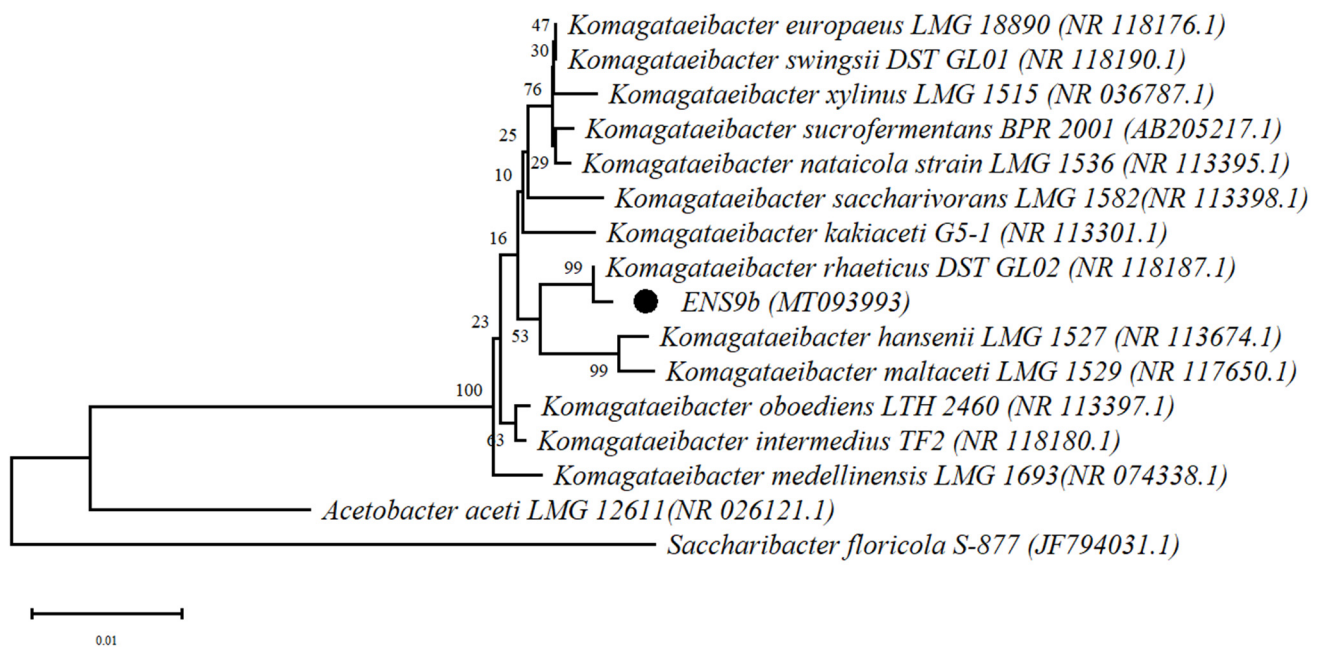 47 Komagataeibacter europaeus LMG 18890 (NR 118176.1)
30 Komagataeibacter swingsii DST GL01 (NR 118190.1)
76 Komagataeibacter xylinus LMG 1515 (NR 036787.1)
25 Komagataeibacter sucrofermentans BPR 2001 (AB205217.1)
29 Komagataeibacter nataicola strain LMG 1536 (NR 113395.1)
10 Komagataeibacter saccharivorans LMG 1582(NR 113398.1)
16 Komagataeibacter kakiaceti G5-1 (NR 113301.1)
99 Komagataeibacter rhaeticus DST GL02 (NR 118187.1)
ENS9b (MT093993)
23 53 Komagataeibacter hansenii LMG 1527 (NR 113674.1)
99 Komagataeibacter maltaceti LMG 1529 (NR 117650.1)
100 Komagataeibacter oboediens LTH 2460 (NR 113397.1)
63 Komagataeibacter intermedius TF2 (NR 118180.1)
Komagataeibacter medellinensis LMG 1693(NR 074338.1)
Acetobacter aceti LMG 12611(NR 026121.1)
Saccharibacter floricola S-877 (JF794031.1)
0.01